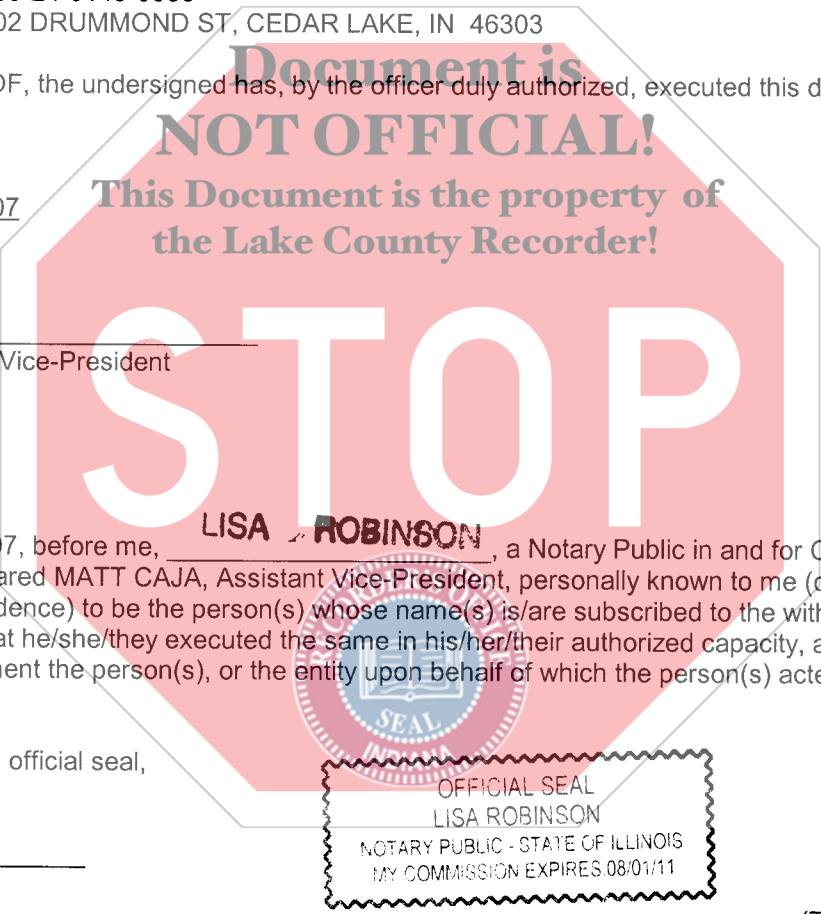 02 DRUMMOND ST, CEDAR LAKE, IN 46303
Document is
OF, the undersigned has, by the officer duly authorized, executed this d
NOT OFFICIAL!
This Document is the property of
07
the Lake County Recorder!
STOP
Vice-President
LISA ROBINSON
07, before me, , a Notary Public in and for C
ared MATT CAJA, Assistant Vice-President, personally known to me (o
dence) to be the person(s) whose name(s) is/are subscribed to the with
at he/she/they executed the same in his/her/their authorized capacity, a
ment the person(s), or the entity upon behalf of which the person(s) acte
SEAL
INDIANA
official seal,
OFFICIAL SEAL
LISA ROBINSON
NOTARY PUBLIC - STATE OF ILLINOIS
MY COMMISSION EXPIRES.08/01/11